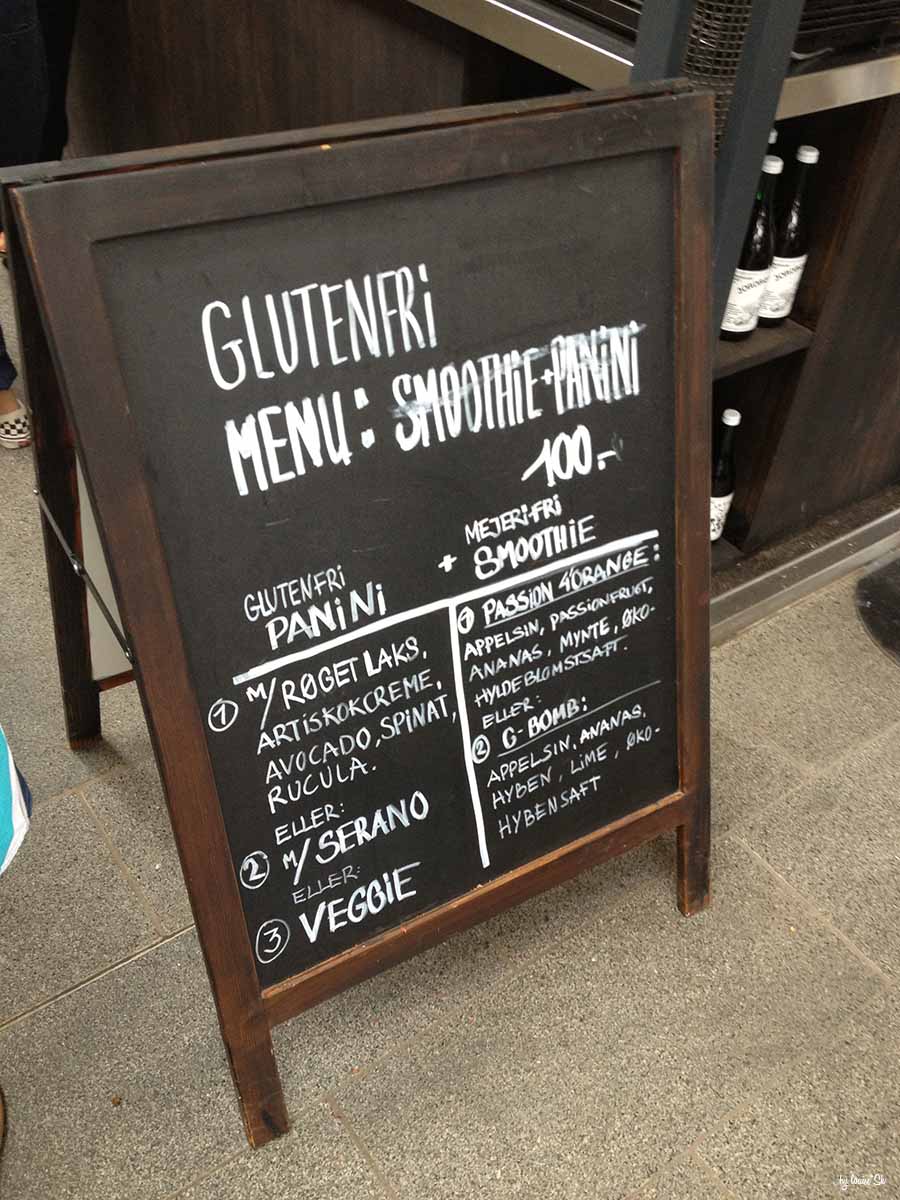 GLUTENFRI
MENU: SMOOTHIE+PANINI
100.-
GLUTENFRI
PANINI
+ MEJERI-FRI
SMOOTHIE
① M/RØGET LAKS,
ARTISKOKCREME,
AVOCADO, SPINAT,
RUCULA.
ELLER:
② M/SERANO
ELLER:
③ VEGGIE
① PASSION 4'ORANGE:
APPELSIN, PASSIONFRUGT,
ANANAS, MYNTE, ØKO-
HYLDEBLOMSTSAFT.
ELLER:
② C-BOMB:
APPELSIN, ANANAS,
HYBEN, LIME, ØKO-
HYBENSAFT